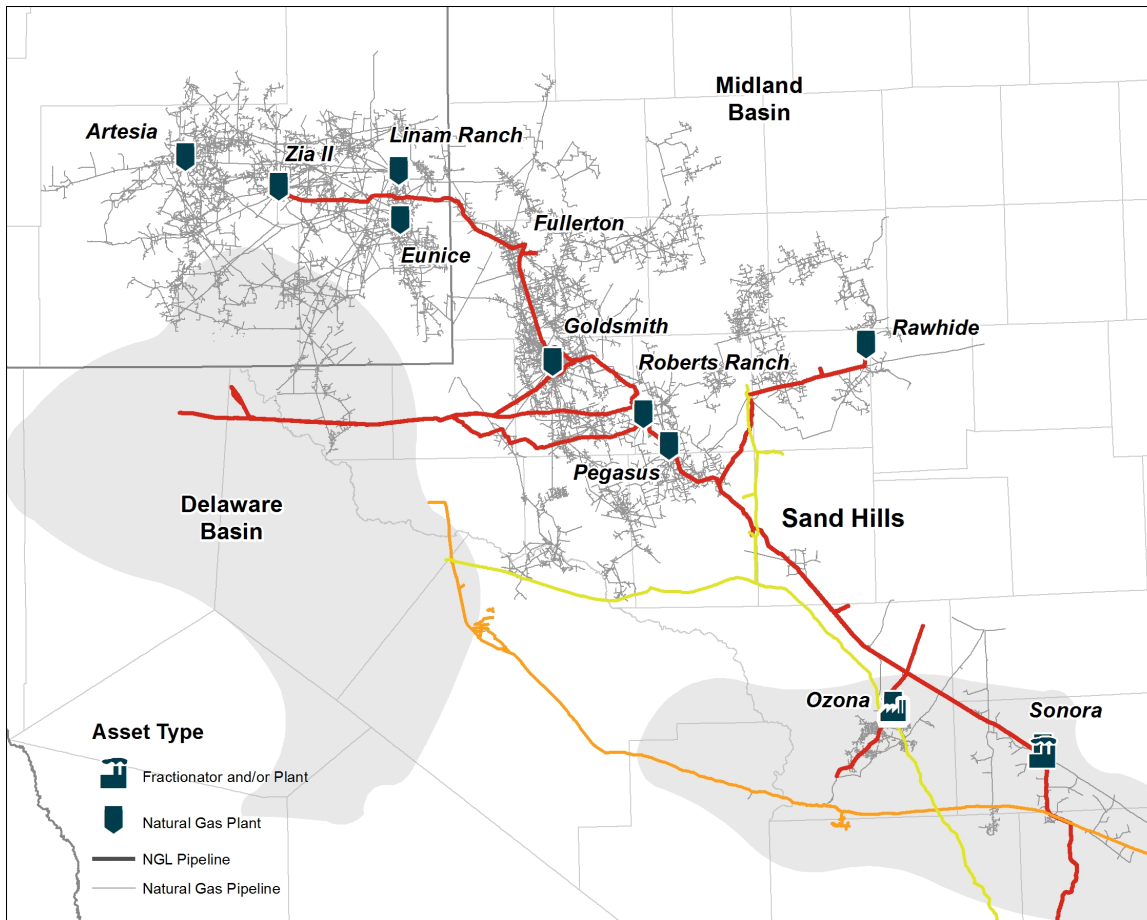 Midland
Basin
Artesia
Linam Ranch
Zia II
Fullerton
Eunice
Goldsmith
Rawhide
Roberts Ranch
Pegasus
Delaware
Basin
Sand Hills
Ozona
Sonora
Asset Type
Fractionator and/or Plant
Natural Gas Plant
NGL Pipeline
Natural Gas Pipeline